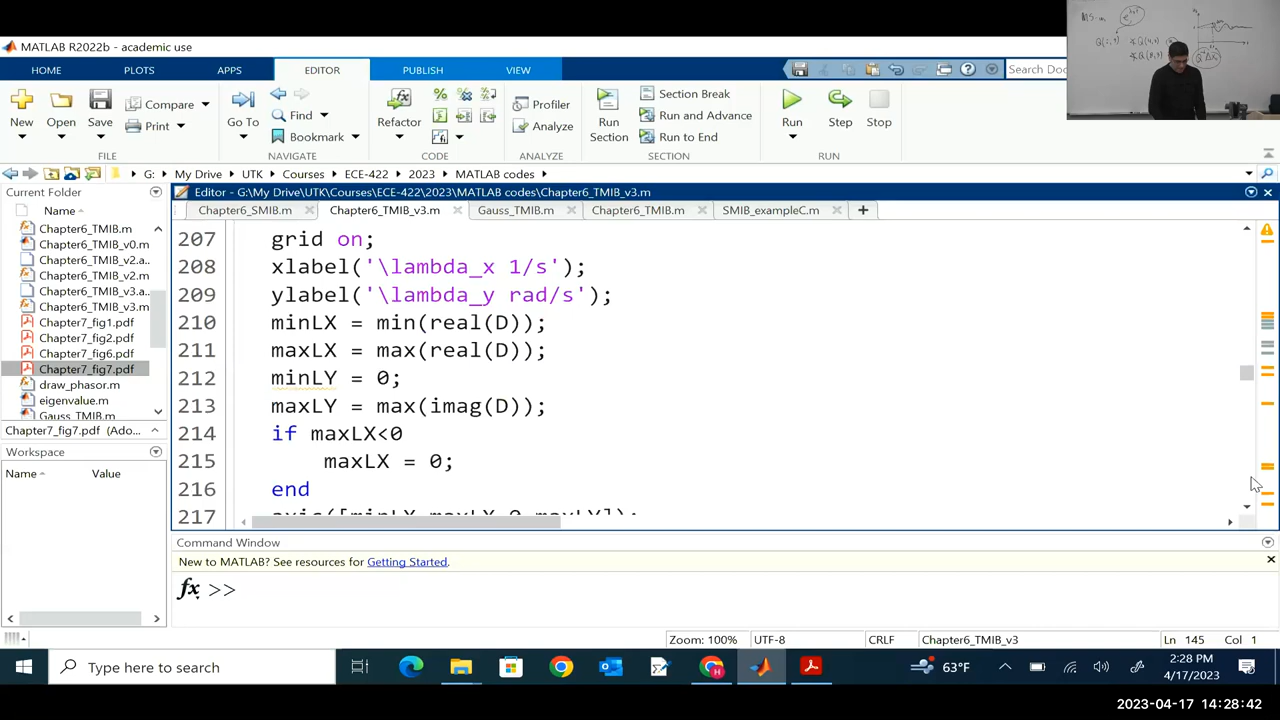 MATLAB R2022b - academic use
HOME PLOTS APPS EDITOR PUBLISH VIEW Search Doc
New Open Save Compare Print Go To Find Bookmark Refactor Profiler Analyze Run Section Section Break Run and Advance Run to End Run Step Stop
FILE NAVIGATE CODE ANALYZE SECTION RUN
G: My Drive UTK Courses ECE-422 2023 MATLAB codes
Current Folder
Name
Chapter6_TMIB.m
Chapter6_TMIB_v0.m
Chapter6_TMIB_v2.a...
Chapter6_TMIB_v2.m
Chapter6_TMIB_v3.a...
Chapter6_TMIB_v3.m
Chapter7_fig1.pdf
Chapter7_fig2.pdf
Chapter7_fig6.pdf
Chapter7_fig7.pdf
draw_phasor.m
eigenvalue.m
Gauss_TMIB.m
Chapter7_fig7.pdf (Ado...
Workspace
Name Value
Editor - G:\My Drive\UTK\Courses\ECE-422\2023\MATLAB codes\Chapter6_TMIB_v3.m
Chapter6_SMIB.m Chapter6_TMIB_v3.m Gauss_TMIB.m Chapter6_TMIB.m SMIB_exampleC.m
207 grid on;
208 xlabel('\lambda_x 1/s');
209 ylabel('\lambda_y rad/s');
210 minLX = min(real(D));
211 maxLX = max(real(D));
212 minLY = 0;
213 maxLY = max(imag(D));
214 if maxLX<0
215 maxLX = 0;
216 end
217 axis([minLX maxLX 0 maxLY]);
Command Window
New to MATLAB? See resources for Getting Started.
fx >>
Zoom: 100% UTF-8 CRLF Chapter6_TMIB_v3 Ln 145 Col 1
Type here to search
63°F
2:28 PM
4/17/2023
2023-04-17 14:28:42